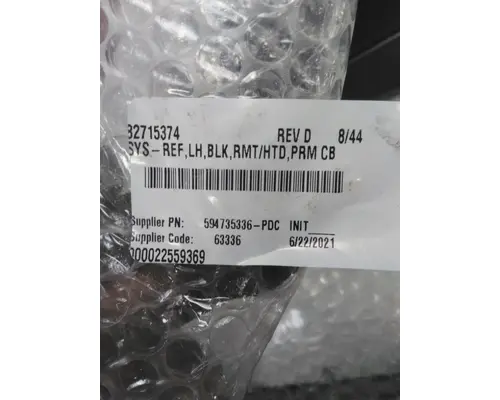 82715374 REV D 8/44
SYS-REF,LH,BLK,RMT/HTD,PRM CB
Supplier PN: 594735336-PDC INIT____
Supplier Code: 63336 6/22/2021
000022559369